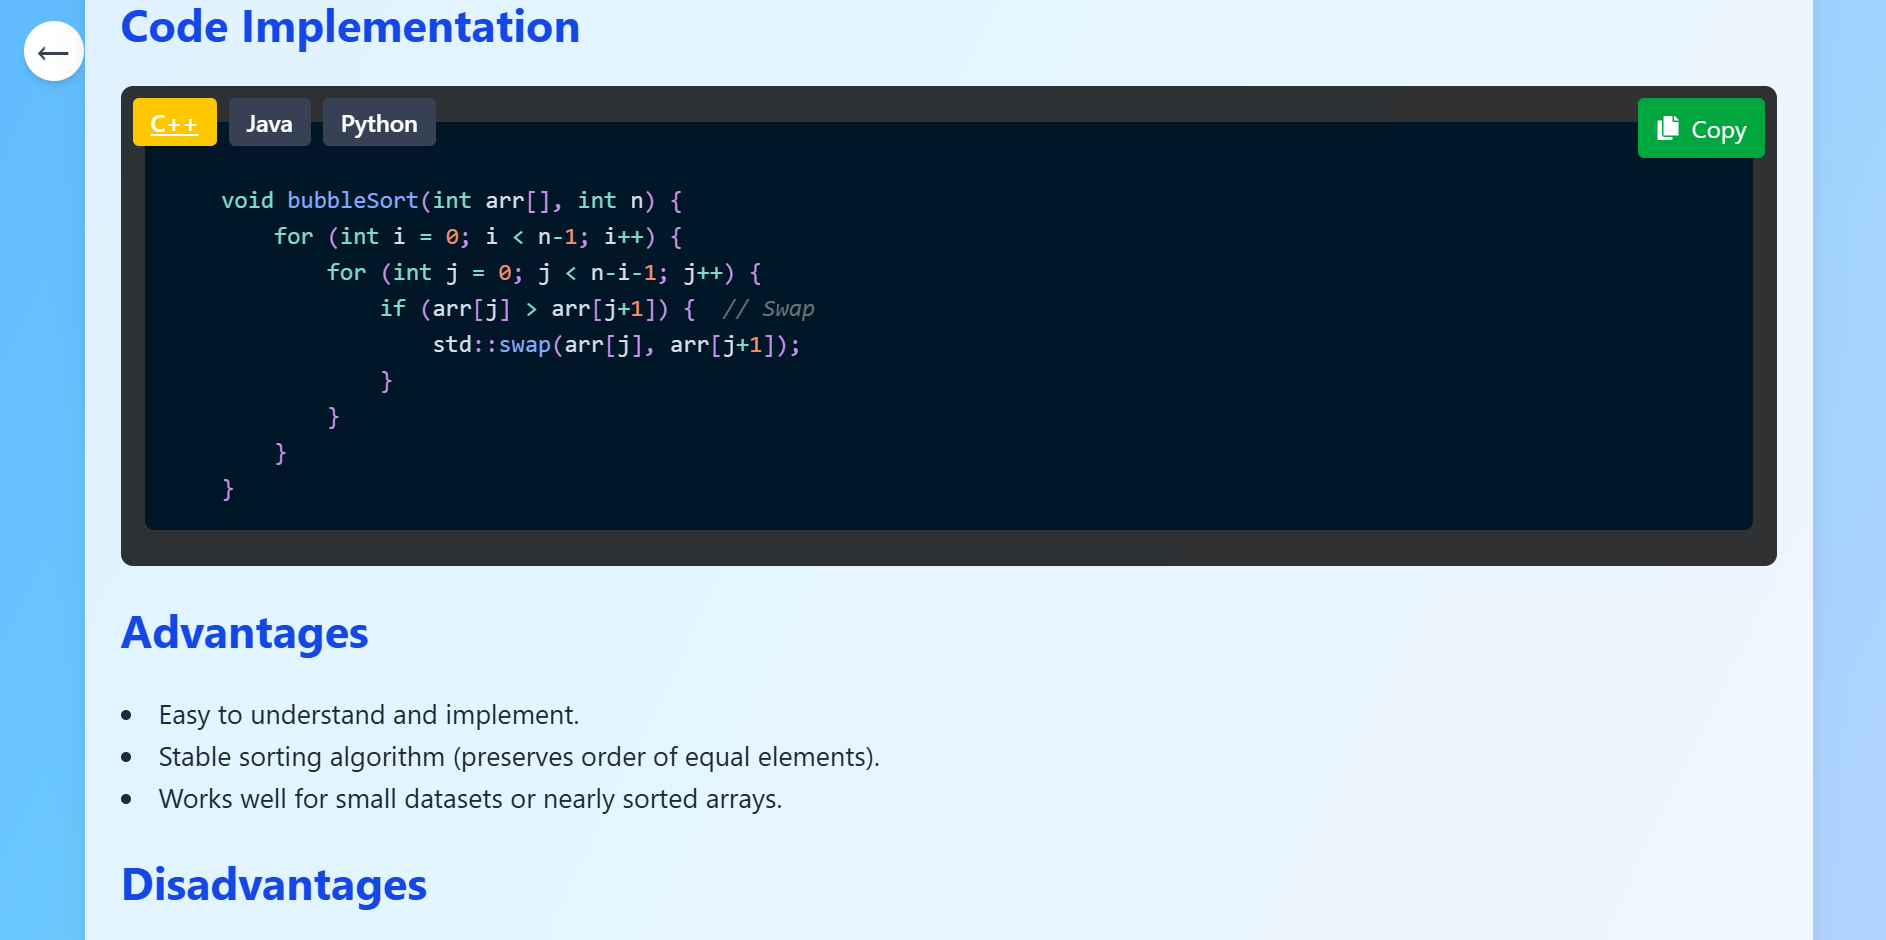 Code Implementation
C++ Java Python Copy
void bubbleSort(int arr[], int n) {
    for (int i = 0; i < n-1; i++) {
        for (int j = 0; j < n-i-1; j++) {
            if (arr[j] > arr[j+1]) {  // Swap
                std::swap(arr[j], arr[j+1]);
            }
        }
    }
}
Advantages
• Easy to understand and implement.
• Stable sorting algorithm (preserves order of equal elements).
• Works well for small datasets or nearly sorted arrays.
Disadvantages